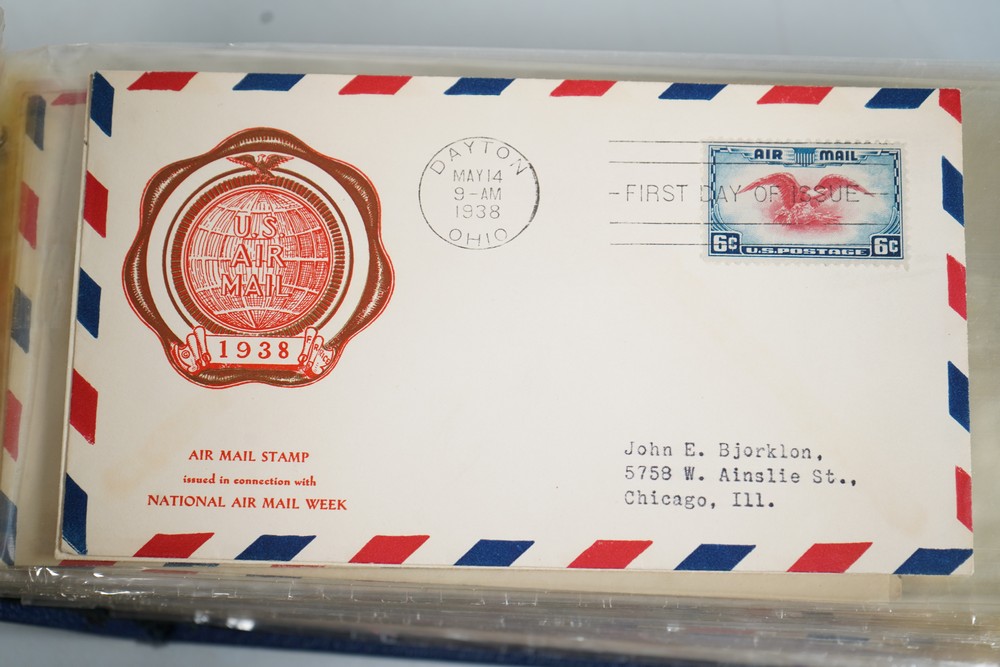 U.S.
AIR
MAIL
1938
AIR MAIL STAMP
issued in connection with
NATIONAL AIR MAIL WEEK
DAYTON
MAY 14
9-AM
1938
OHIO
FIRST DAY OF ISSUE
AIR MAIL
6¢ U.S. POSTAGE 6¢
John E. Bjorklon,
5758 W. Ainslie St.,
Chicago, Ill.